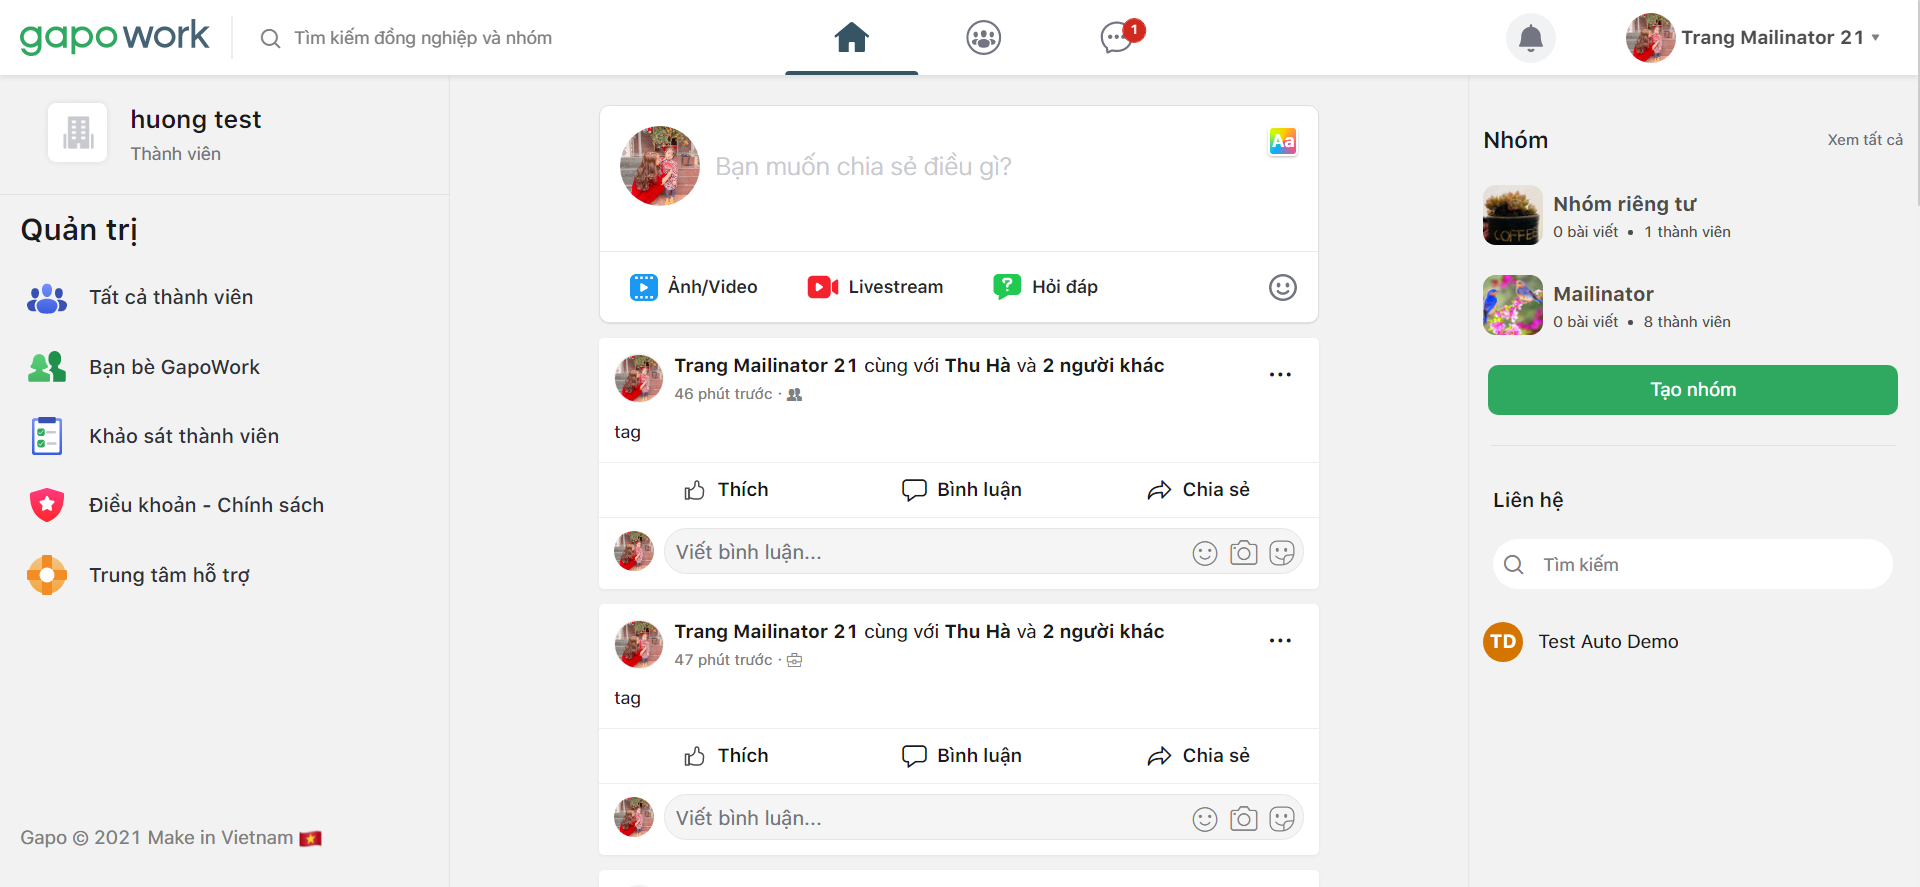 gapowork
Tìm kiếm đồng nghiệp và nhóm
1
Trang Mailinator 21
huong test
Thành viên
Quản trị
Tất cả thành viên
Bạn bè GapoWork
Khảo sát thành viên
Điều khoản - Chính sách
Trung tâm hỗ trợ
Gapo © 2021 Make in Vietnam
Bạn muốn chia sẻ điều gì?
Aa
Ảnh/Video
Livestream
Hỏi đáp
Trang Mailinator 21 cùng với Thu Hà và 2 người khác
46 phút trước ·
tag
Thích
Bình luận
Chia sẻ
Viết bình luận...
Trang Mailinator 21 cùng với Thu Hà và 2 người khác
47 phút trước ·
tag
Thích
Bình luận
Chia sẻ
Viết bình luận...
Nhóm
Xem tất cả
COFFEE
Nhóm riêng tư
0 bài viết • 1 thành viên
Mailinator
0 bài viết • 8 thành viên
Tạo nhóm
Liên hệ
Tìm kiếm
TD
Test Auto Demo